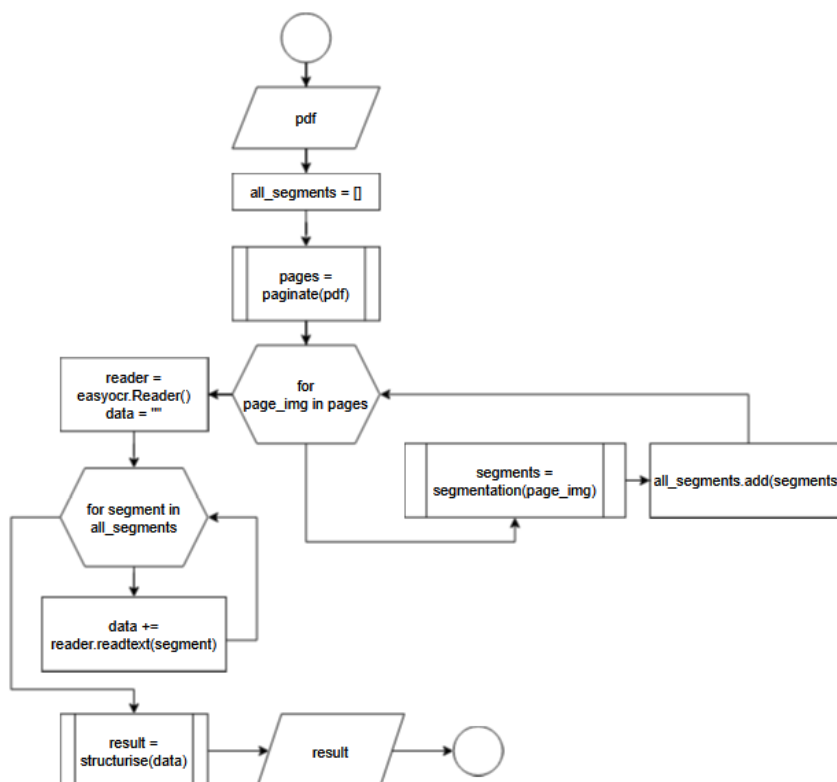 pdf
all_segments = []
pages =
paginate(pdf)
for
page_img in pages
reader =
easyocr.Reader()
data = ""
segments =
segmentation(page_img)
all_segments.add(segments
for segment in
all_segments
data +=
reader.readtext(segment)
result =
structurise(data)
result